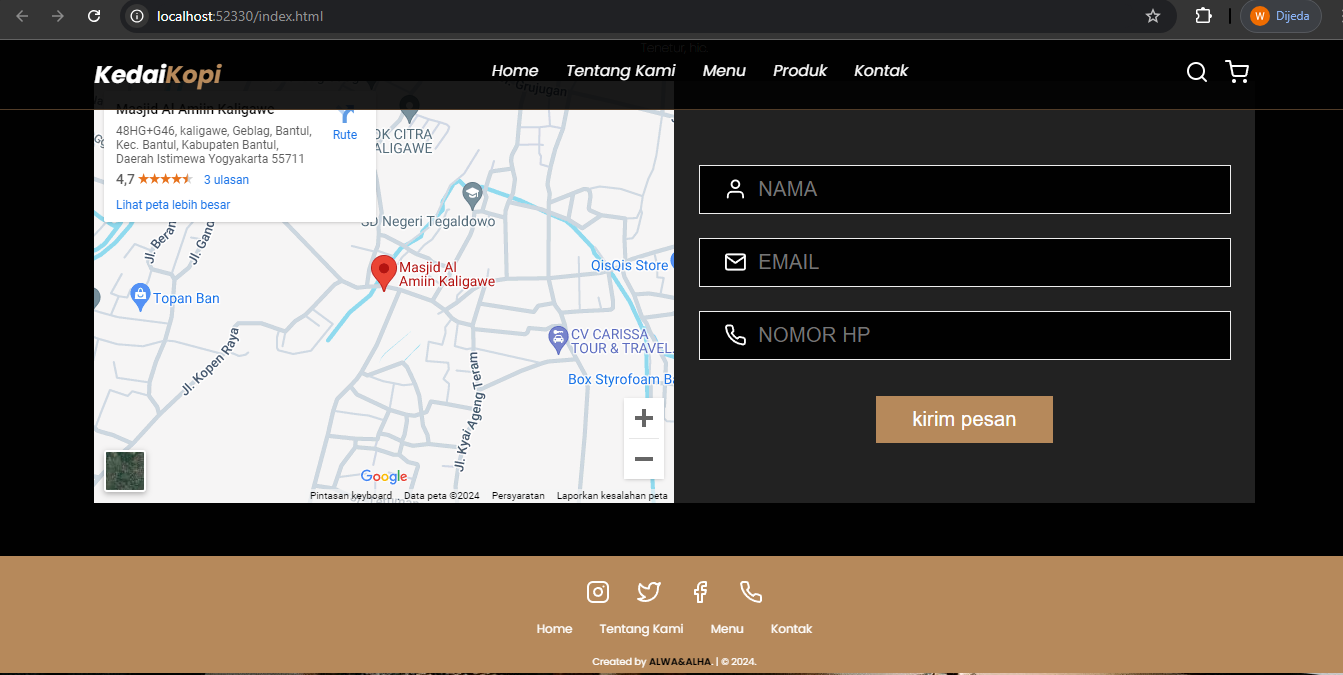 localhost:52330/index.html
W Dijeda
Tenetur, hic.
KedaiKopi
Home Tentang Kami Menu Produk Kontak
Grujugan
Masjid Al Amiin Kaligawe
48HG+G46, kaligawe, Geblag, Bantul,
Kec. Bantul, Kabupaten Bantul,
Daerah Istimewa Yogyakarta 55711
Rute
4,7 3 ulasan
Lihat peta lebih besar
OK CITRA
ALIGAWE
SD Negeri Tegaldowo
Jl. Beran
Jl. Gand
QisQis Store
Masjid Al
Amiin Kaligawe
Topan Ban
CV CARISSA
TOUR & TRAVEL
Jl. Kopen Raya
Box Styrofoam Ba
Jl. Kyai Ageng Teram
Google
Pintasan keyboard Data peta ©2024 Persyaratan Laporkan kesalahan peta
NAMA
EMAIL
NOMOR HP
kirim pesan
Home Tentang Kami Menu Kontak
Created by ALWA&ALHA. | © 2024.